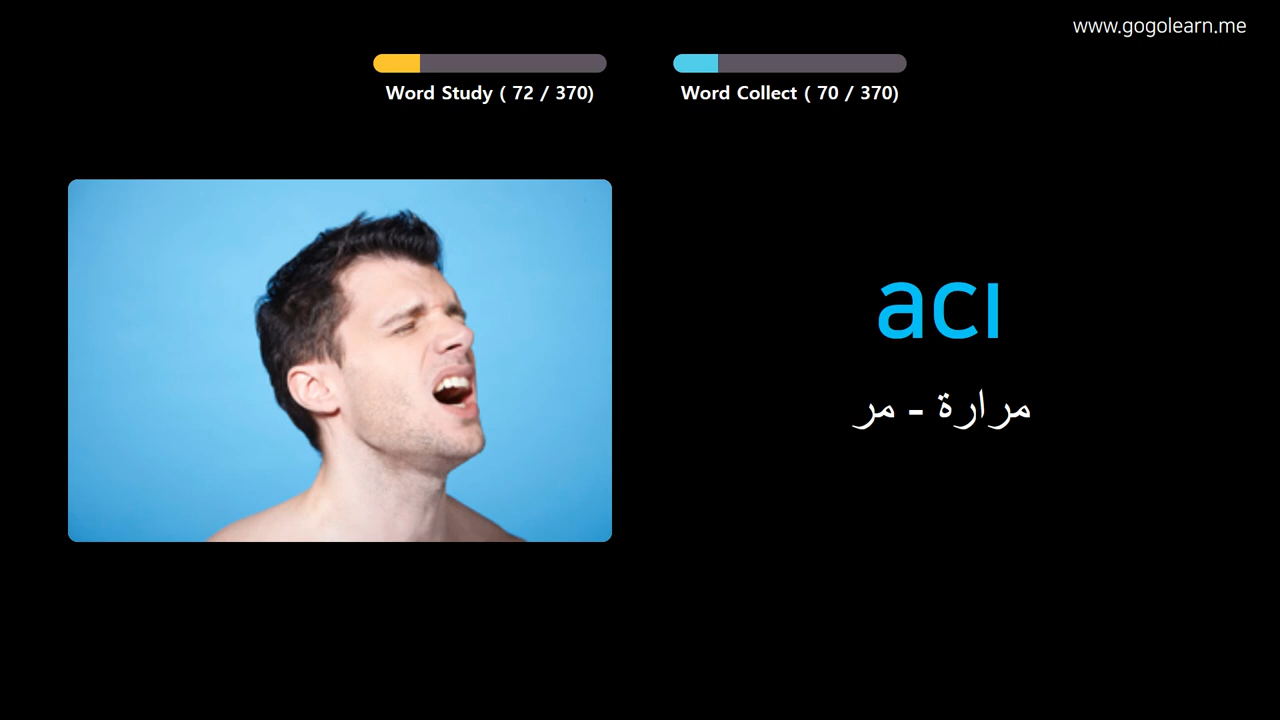 www.gogolearn.me
Word Study ( 72 / 370)
Word Collect ( 70 / 370)
acı
مرارة - مر